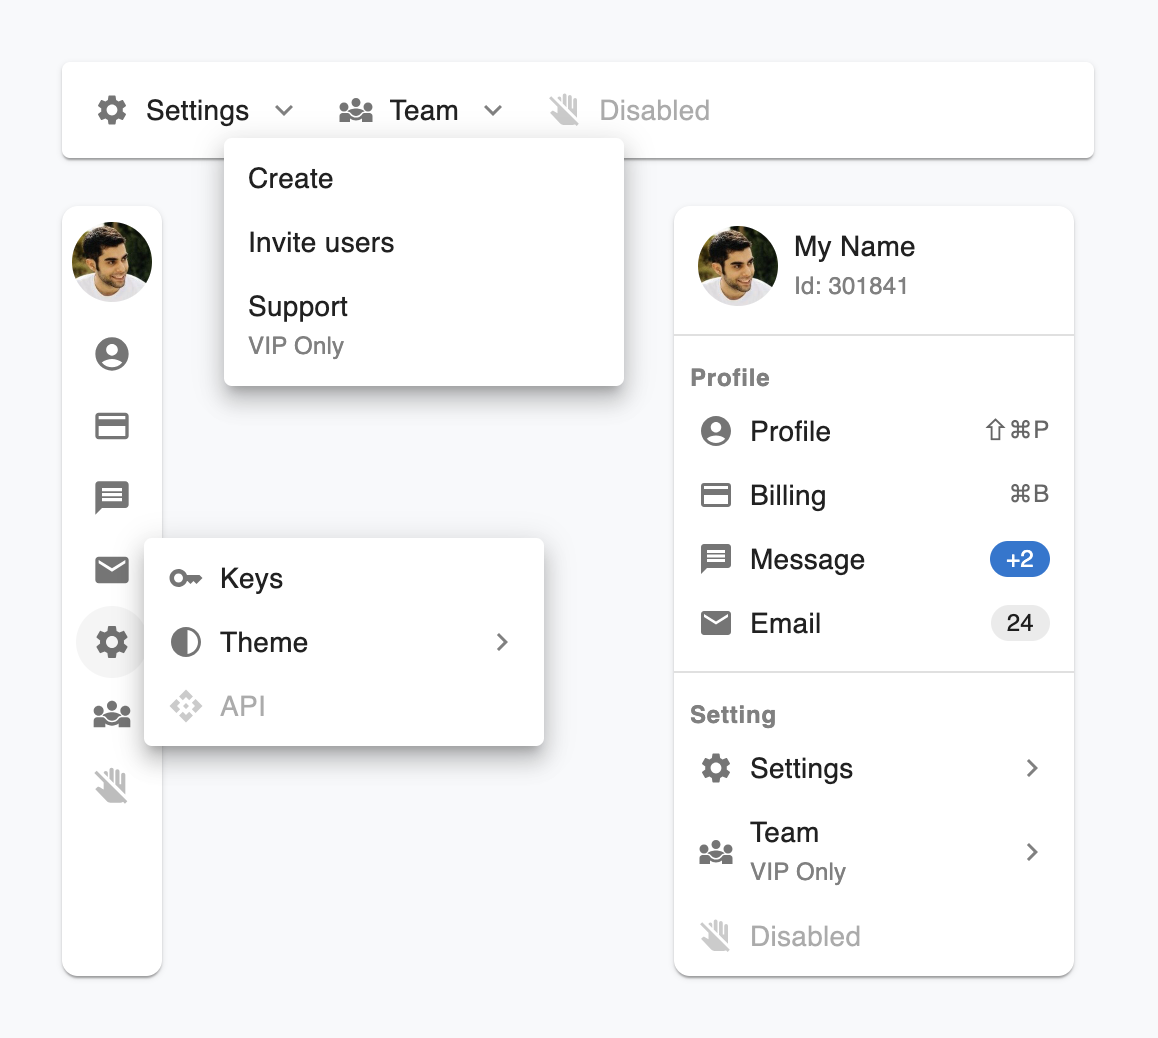 Settings
Team
Disabled
Create
Invite users
Support
VIP Only
Keys
Theme
API
My Name
Id: 301841
Profile
Profile ⇧⌘P
Billing ⌘B
Message +2
Email 24
Setting
Settings
Team
VIP Only
Disabled